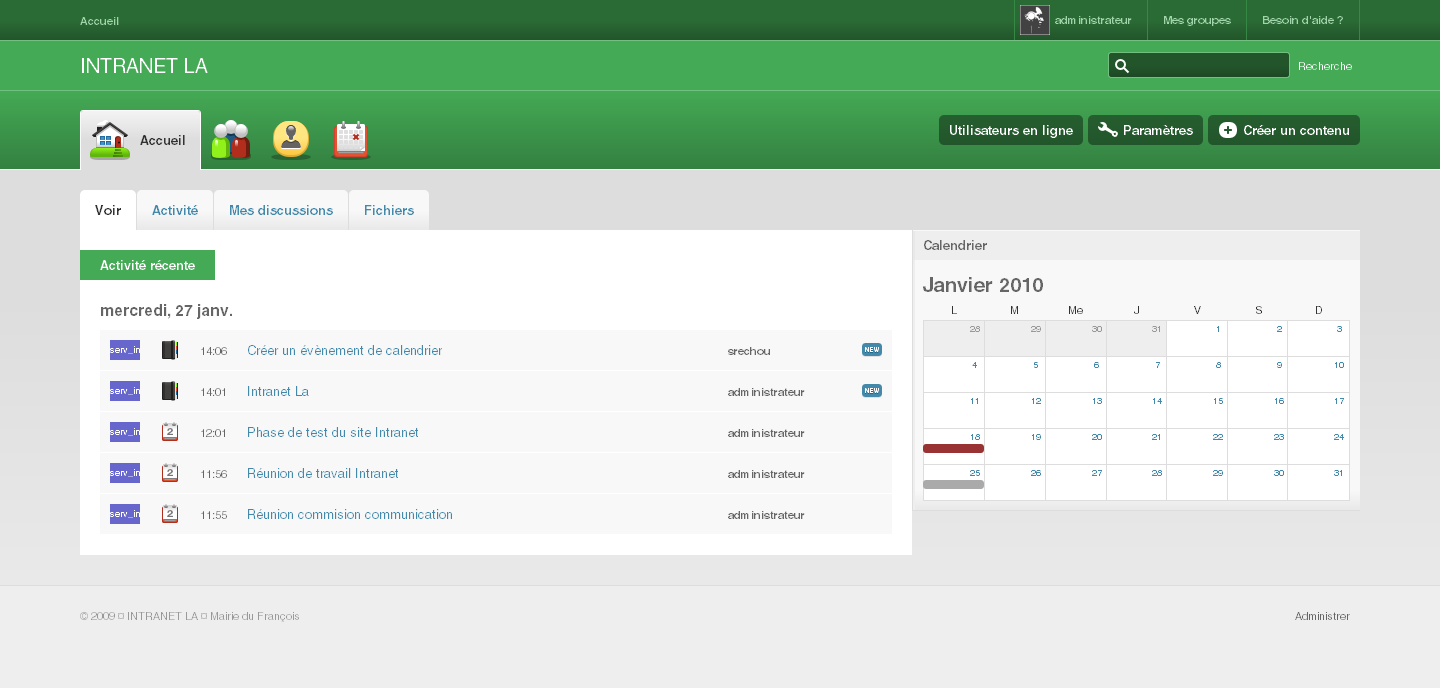 Accueil
administrateur
Mes groupes
Besoin d'aide ?
INTRANET LA
Recherche
Accueil
Utilisateurs en ligne
Paramètres
Créer un contenu
Voir
Activité
Mes discussions
Fichiers
Activité récente
mercredi, 27 janv.
serv_in 14:06 Créer un évènement de calendrier srechou NEW
serv_in 14:01 Intranet La administrateur NEW
serv_in 2 12:01 Phase de test du site Intranet administrateur
serv_in 2 11:56 Réunion de travail Intranet administrateur
serv_in 2 11:55 Réunion commision communication administrateur
Calendrier
Janvier 2010
L M Me J V S D
28 29 30 31 1 2 3
4 5 6 7 8 9 10
11 12 13 14 15 16 17
18 19 20 21 22 23 24
25 26 27 28 29 30 31
© 2009 □ INTRANET LA □ Mairie du François
Administrer